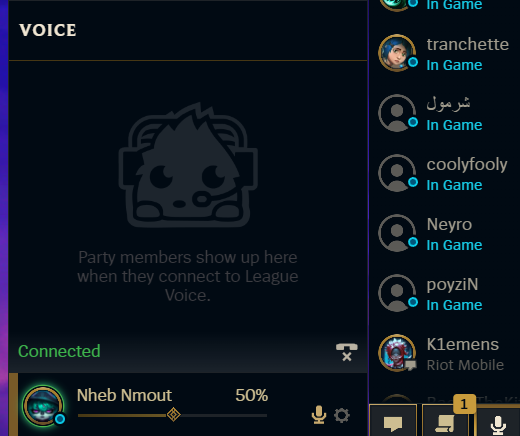 VOICE
Party members show up here
when they connect to League
Voice.
Connected
Nheb Nmout 50%
In Game
tranchette
In Game
شرمول
In Game
coolyfooly
In Game
Neyro
In Game
poyziN
In Game
K1emens
Riot Mobile
1